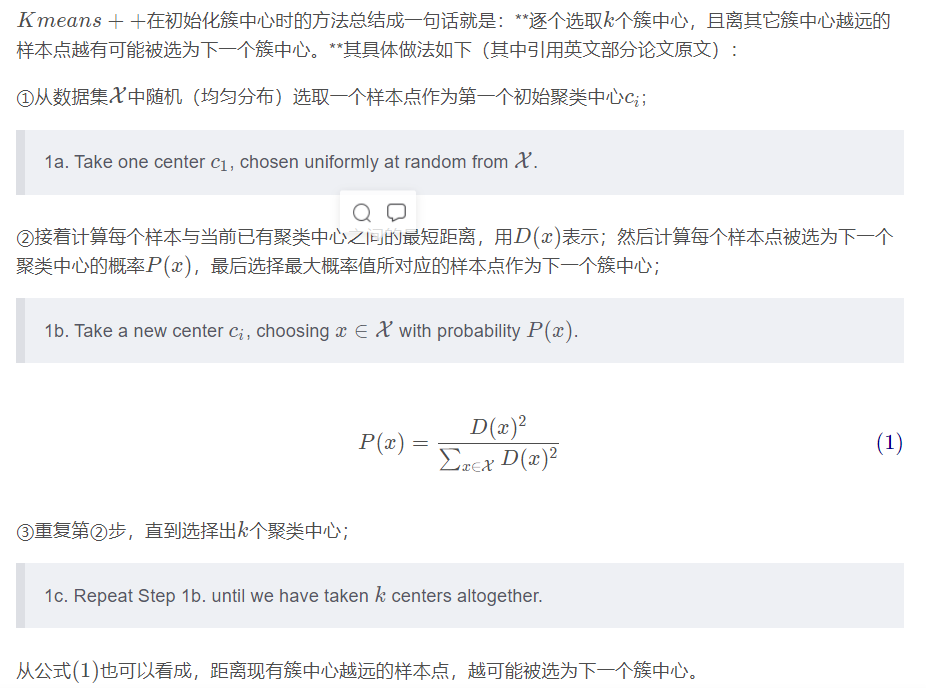 Kmeans++在初始化簇中心时的方法总结成一句话就是：**逐个选取k个簇中心，且离其它簇中心越远的
样本点越有可能被选为下一个簇中心。**其具体做法如下（其中引用英文部分论文原文）：
①从数据集𝒳中随机（均匀分布）选取一个样本点作为第一个初始聚类中心cᵢ；
1a. Take one center c₁, chosen uniformly at random from 𝒳.
②接着计算每个样本与当前已有聚类中心之间的最短距离，用D(x)表示；然后计算每个样本点被选为下一个
聚类中心的概率P(x)，最后选择最大概率值所对应的样本点作为下一个簇中心；
1b. Take a new center cᵢ, choosing x ∈ 𝒳 with probability P(x).
P(x) = D(x)² / ∑ₓ∈𝒳 D(x)² (1)
③重复第②步，直到选择出k个聚类中心；
1c. Repeat Step 1b. until we have taken k centers altogether.
从公式(1)也可以看成，距离现有簇中心越远的样本点，越可能被选为下一个簇中心。